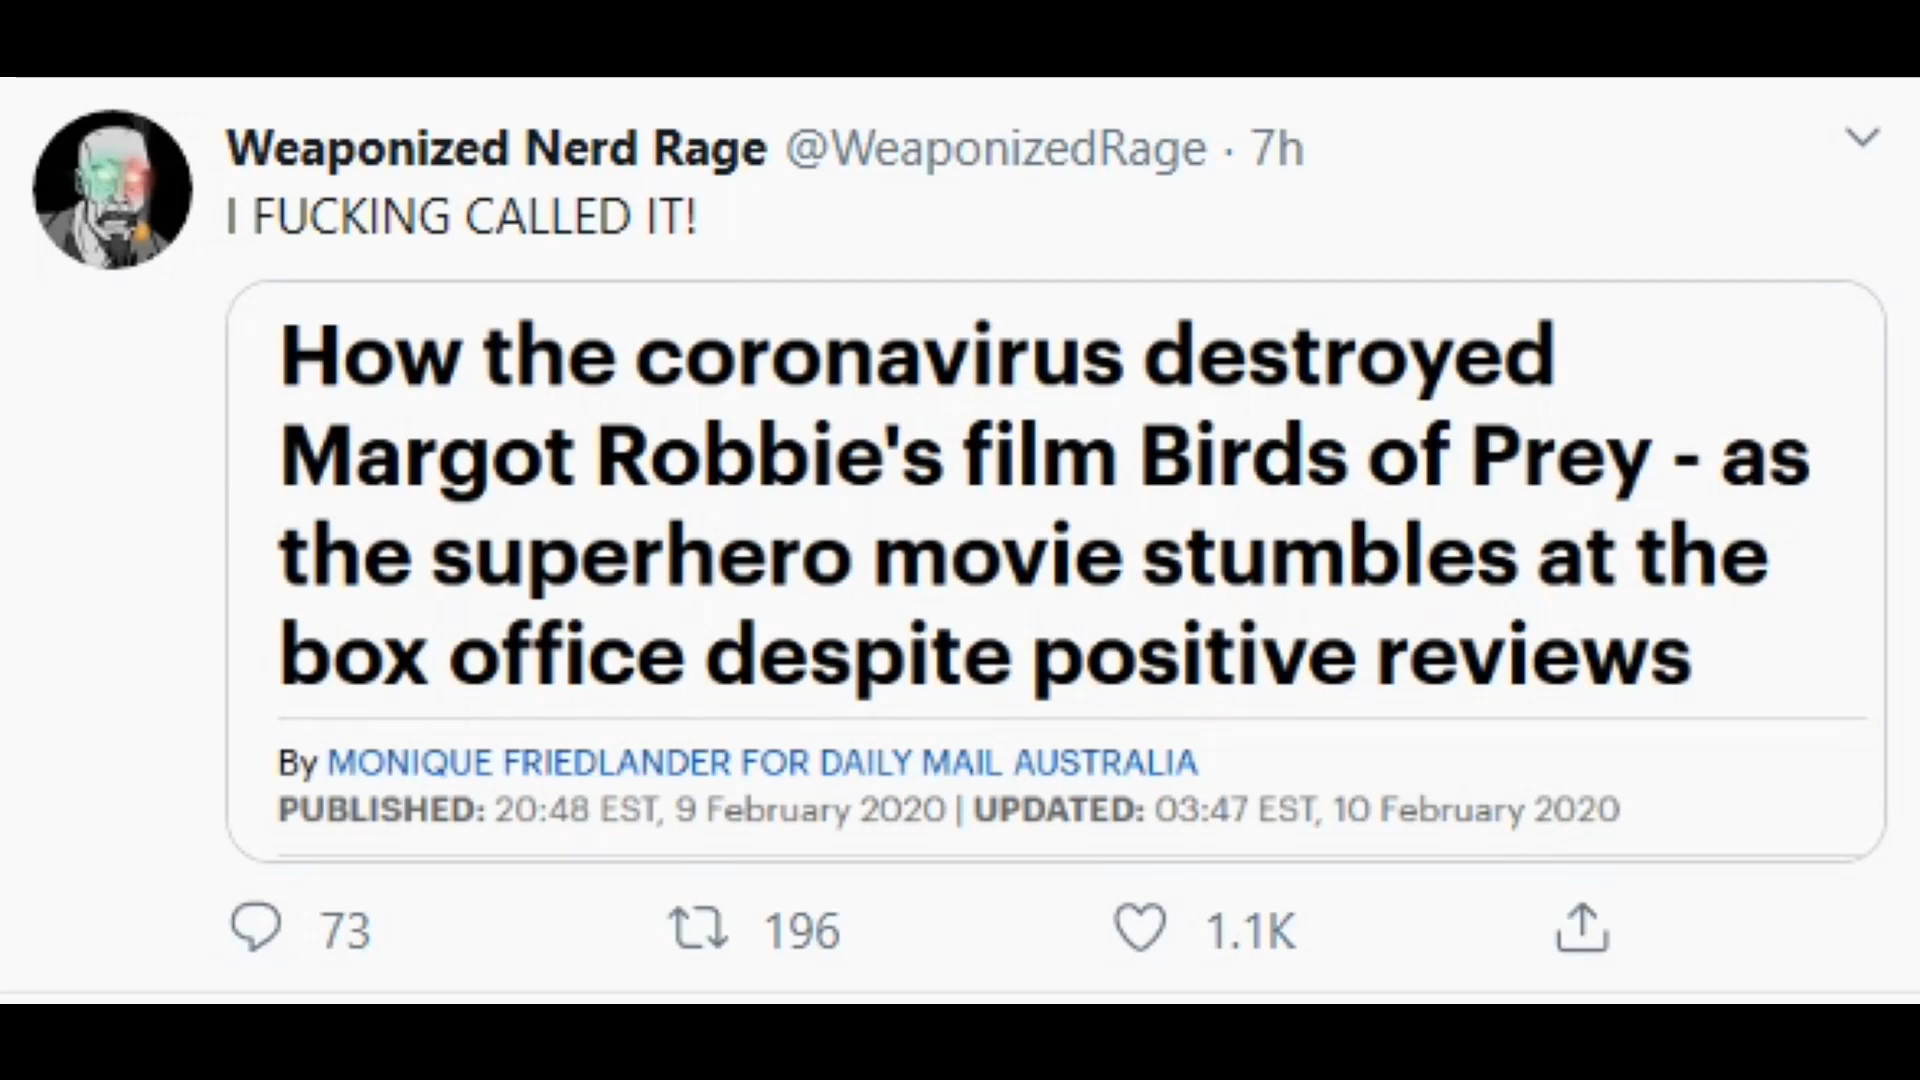 Weaponized Nerd Rage @WeaponizedRage · 7h
I FUCKING CALLED IT!
How the coronavirus destroyed
Margot Robbie's film Birds of Prey - as
the superhero movie stumbles at the
box office despite positive reviews
By MONIQUE FRIEDLANDER FOR DAILY MAIL AUSTRALIA
PUBLISHED: 20:48 EST, 9 February 2020 | UPDATED: 03:47 EST, 10 February 2020
73 196 1.1K